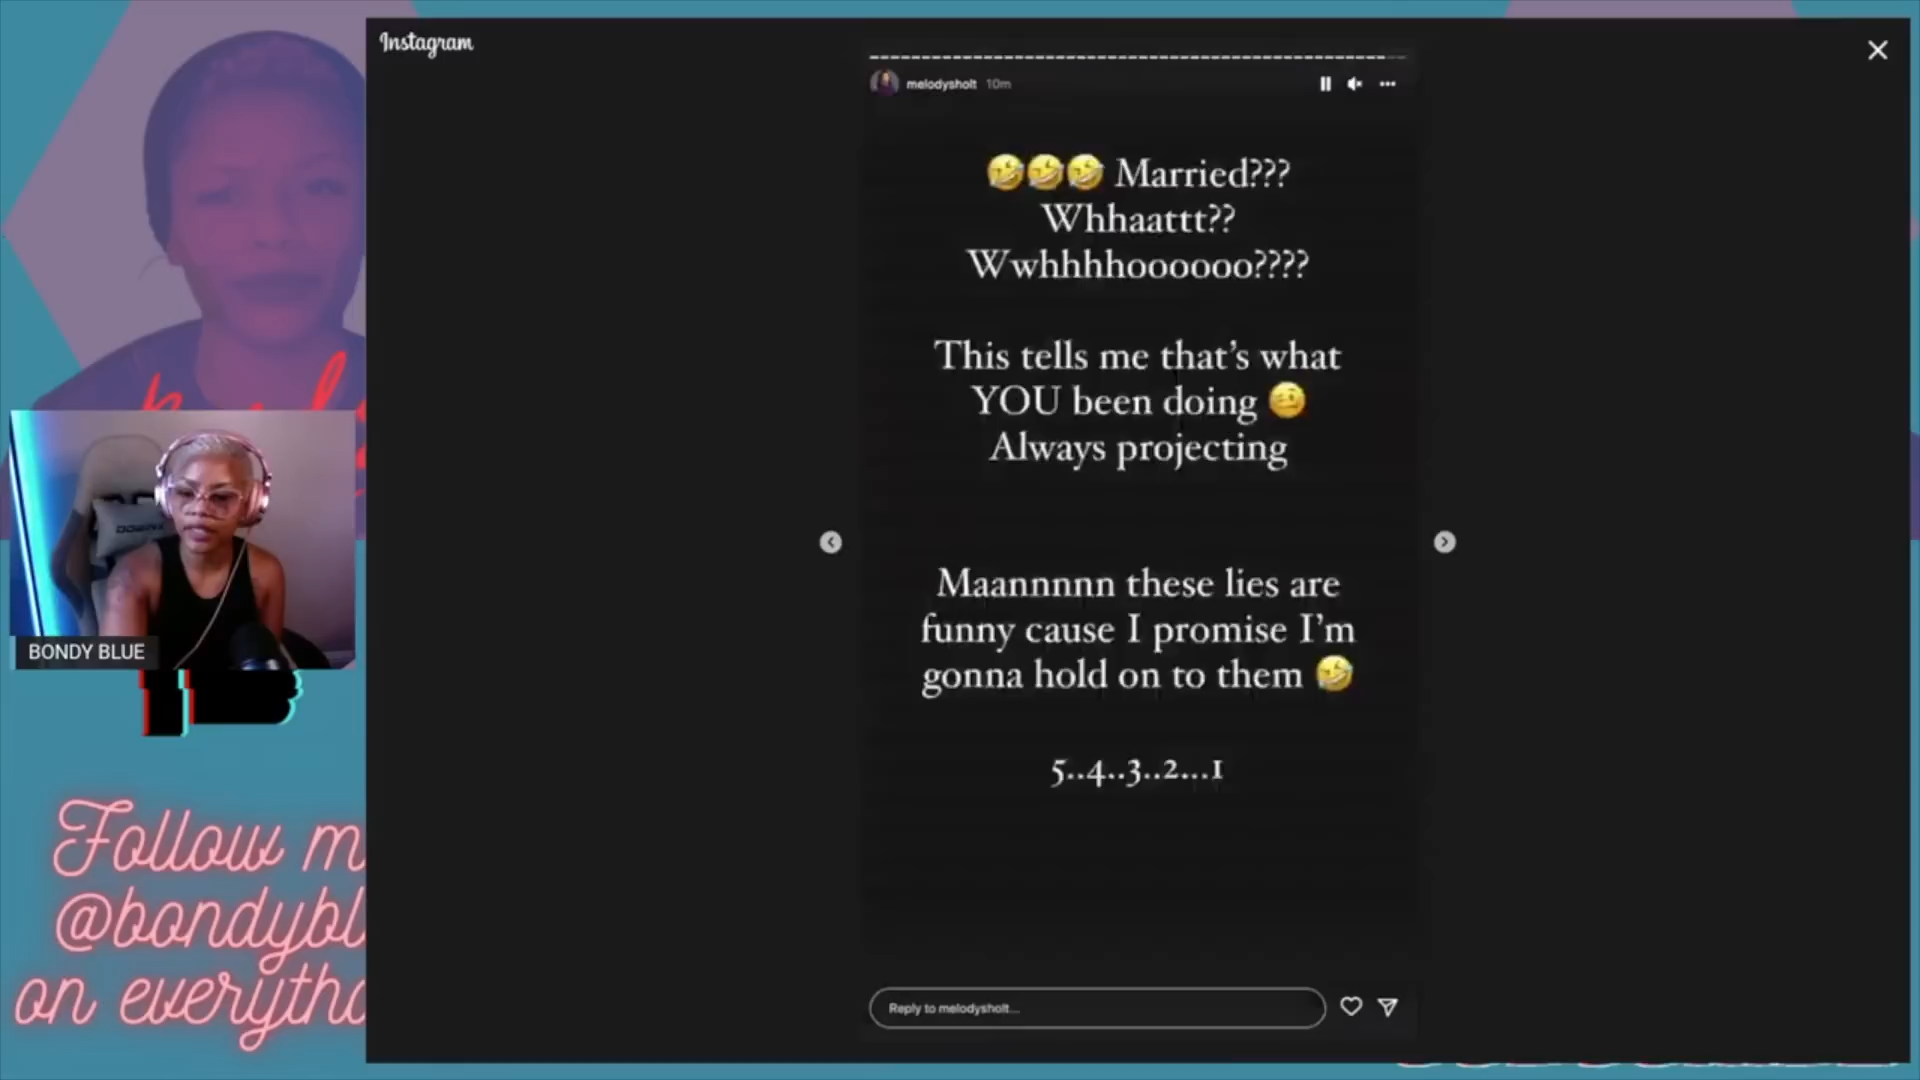 Instagram
melodysholt 10m
🤣🤣🤣 Married???
Whhaattt??
Wwhhhhoooooo????
This tells me that's what
YOU been doing 🥴
Always projecting
Maannnnn these lies are
funny cause I promise I'm
gonna hold on to them 🤣
5..4..3..2...1
Reply to melodysholt...
BONDY BLUE
Follow m
@bondybl
on everyth